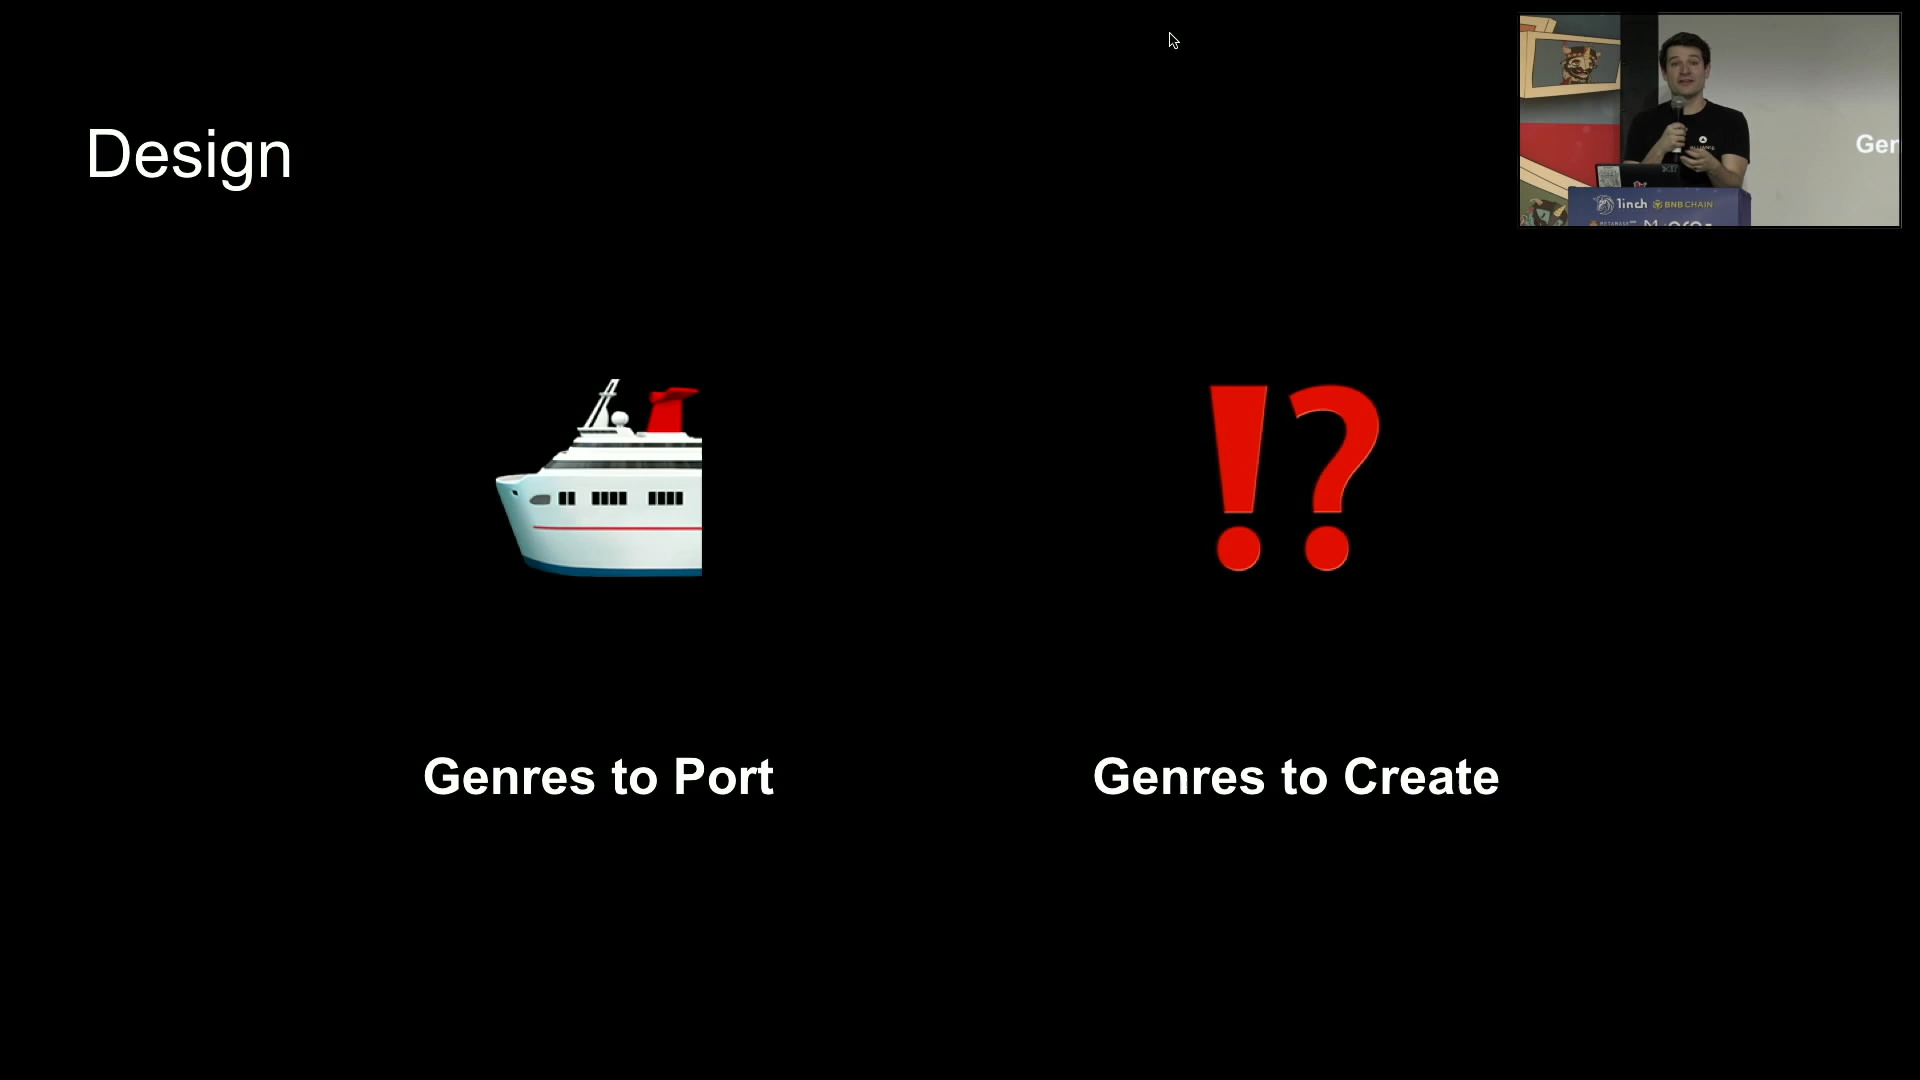 Design
Ger
1inch BNB CHAIN
Genres to Port
Genres to Create